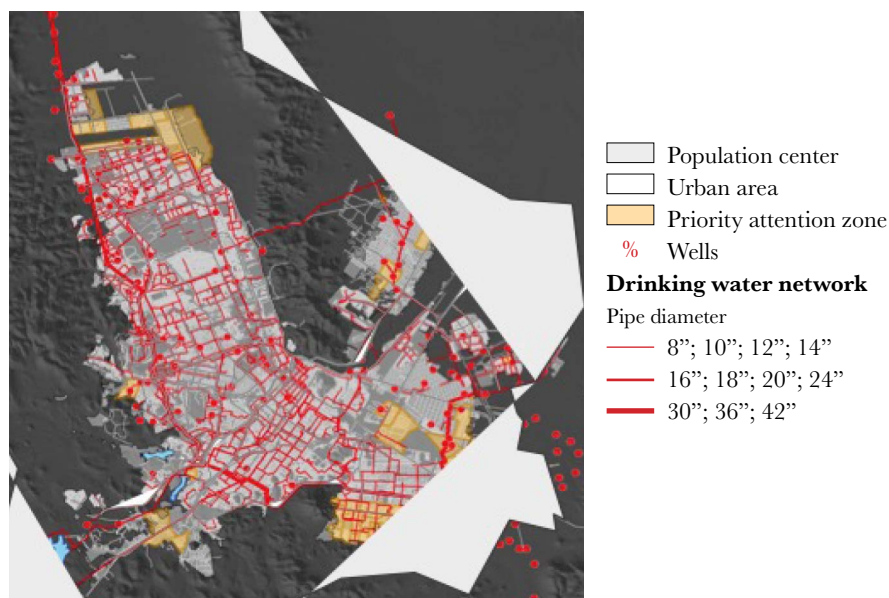 Population center
Urban area
Priority attention zone
% Wells
Drinking water network
Pipe diameter
8”; 10”; 12”; 14”
16”; 18”; 20”; 24”
30”; 36”; 42”